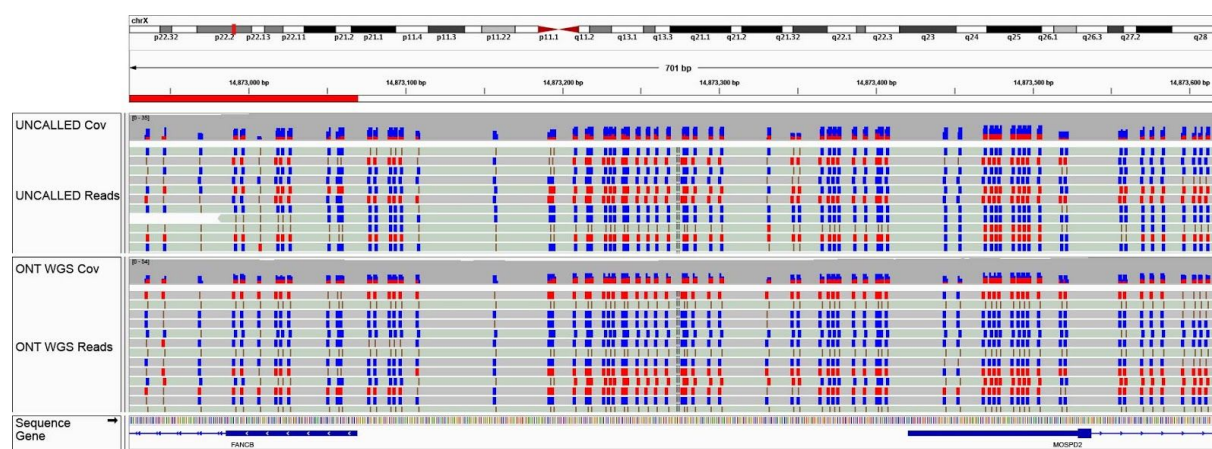 chrX
p22.32 p22.2 p22.13 p22.11 p21.2 p21.1 p11.4 p11.3 p11.22 p11.1 q11.2 q13.1 q13.3 q21.1 q21.2 q21.32 q22.1 q22.3 q23 q24 q25 q26.1 q26.3 q27.2 q28
701 bp
14,873,000 bp 14,873,100 bp 14,873,200 bp 14,873,300 bp 14,873,400 bp 14,873,500 bp 14,873,600 bp
UNCALLED Cov
[0 - 35]
UNCALLED Reads
ONT WGS Cov
[0 - 54]
ONT WGS Reads
Sequence
Gene
FANCB MOSPD2